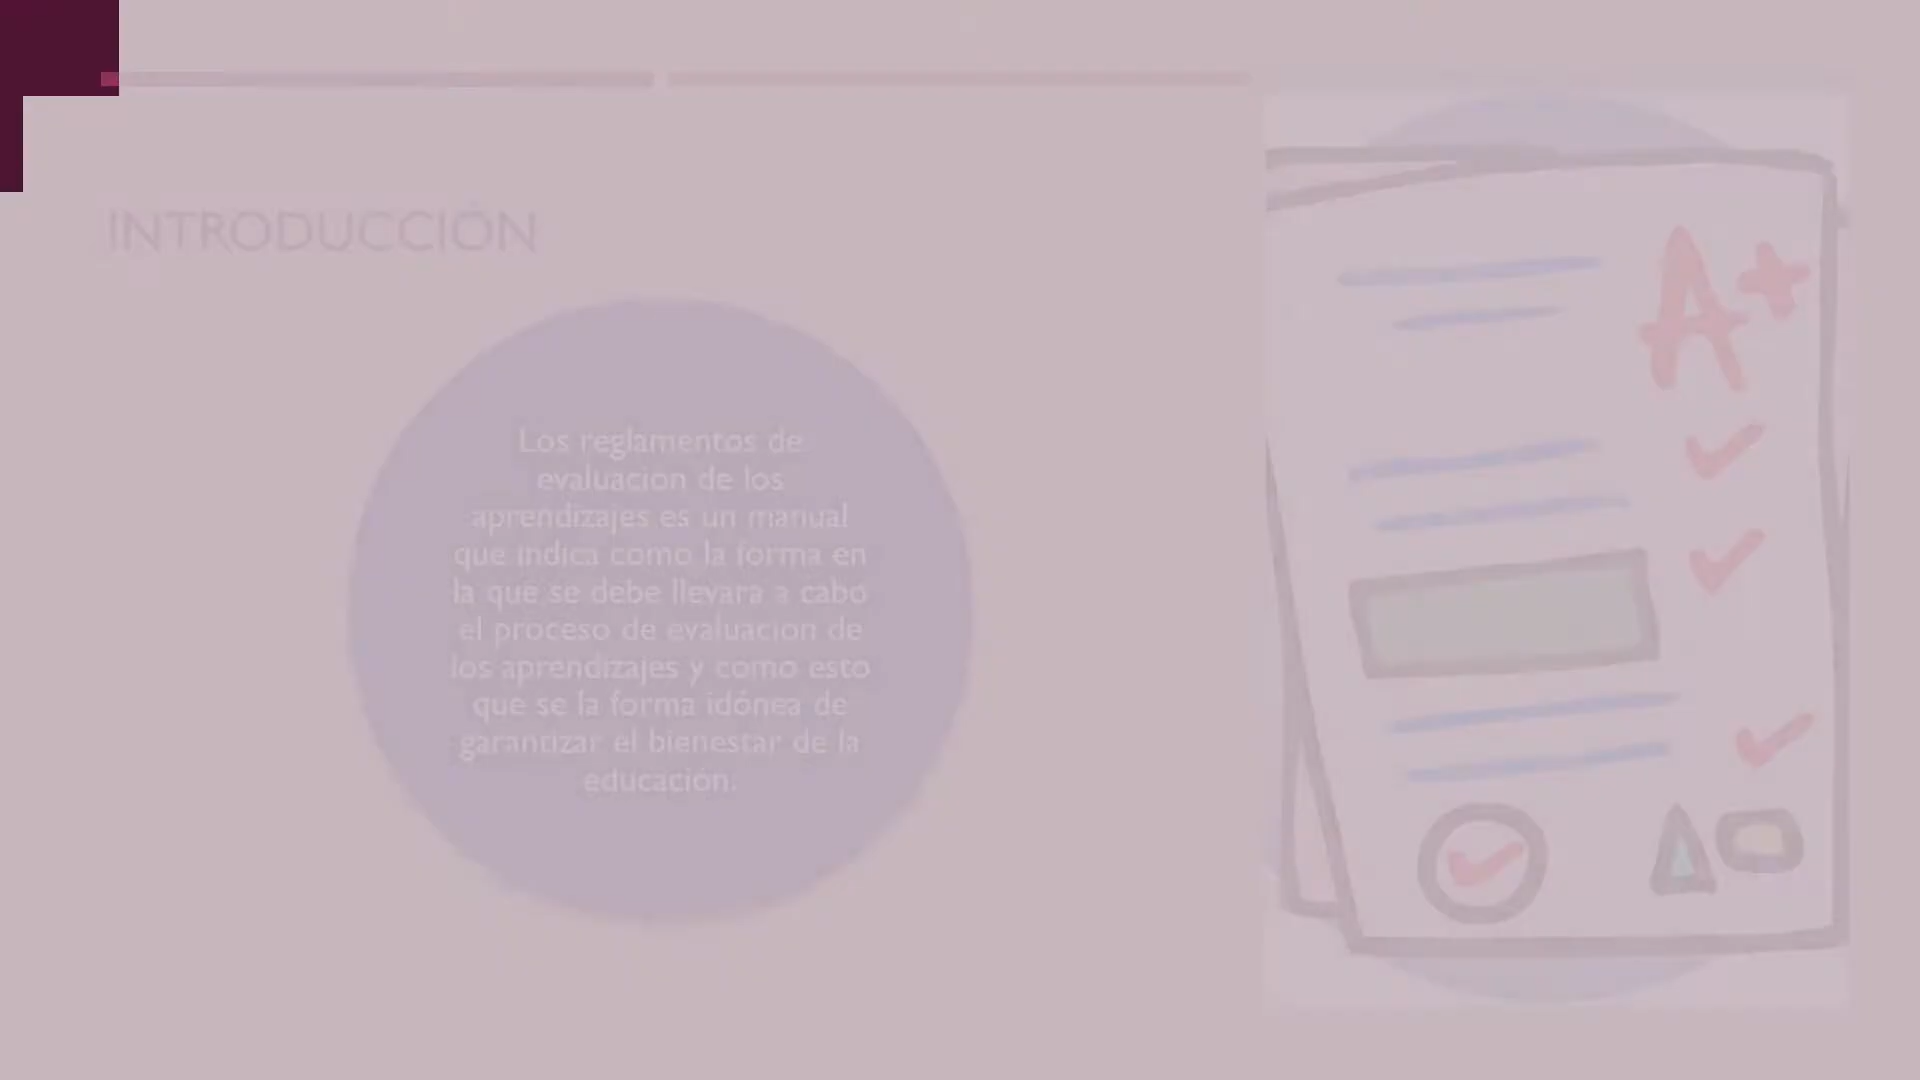 INTRODUCCIÓN
A+
Los reglamentos de
evaluación de los
aprendizajes es un manual
que indica como la forma en
la que se debe llevara a cabo
el proceso de evaluación de
los aprendizajes y como esto
que se la forma idónea de
garantizar el bienestar de la
educación.